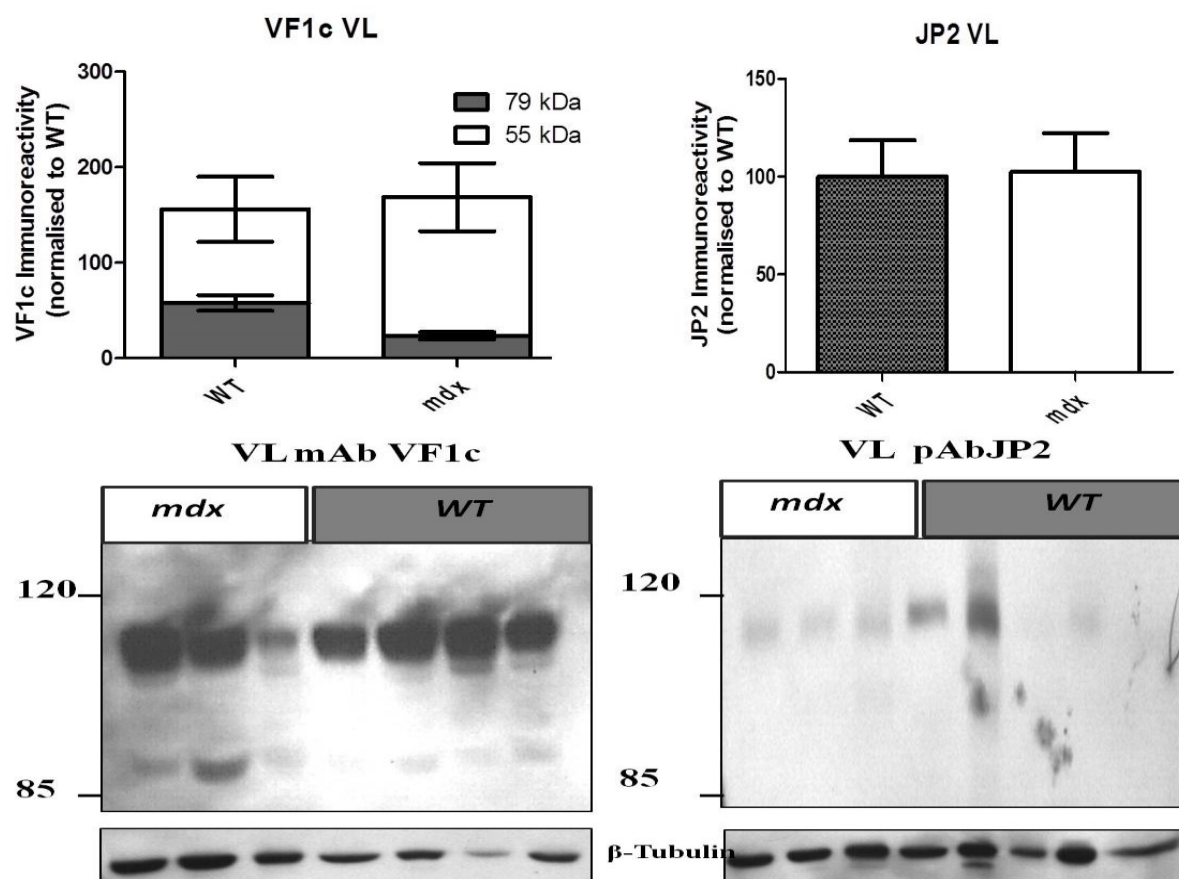 VF1c VL
VF1c Immunoreactivity
(normalised to WT)
300
200
100
0
79 kDa
55 kDa
WT
mdx
JP2 VL
JP2 Immunoreactivity
(normalised to WT)
150
100
50
0
WT
mdx
VL mAb VF1c
mdx
WT
120
85
VL pAbJP2
mdx
WT
120
85
β-Tubulin